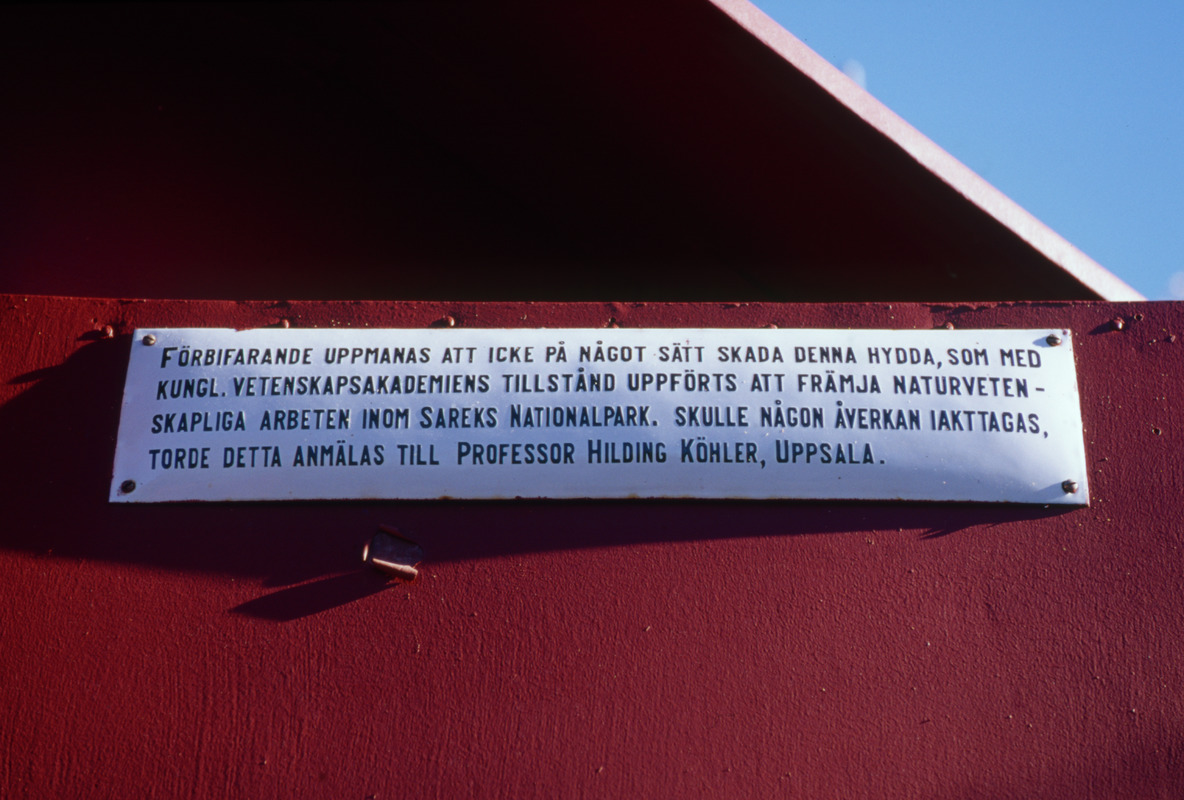 FÖRBIFARANDE UPPMANAS ATT ICKE PÅ NÅGOT SÄTT SKADA DENNA HYDDA, SOM MED
KUNGL. VETENSKAPSAKADEMIENS TILLSTÅND UPPFÖRTS ATT FRÄMJA NATURVETEN-
SKAPLIGA ARBETEN INOM SAREKS NATIONALPARK. SKULLE NÅGON ÅVERKAN IAKTTAGAS,
TORDE DETTA ANMÄLAS TILL PROFESSOR HILDING KÖHLER, UPPSALA.